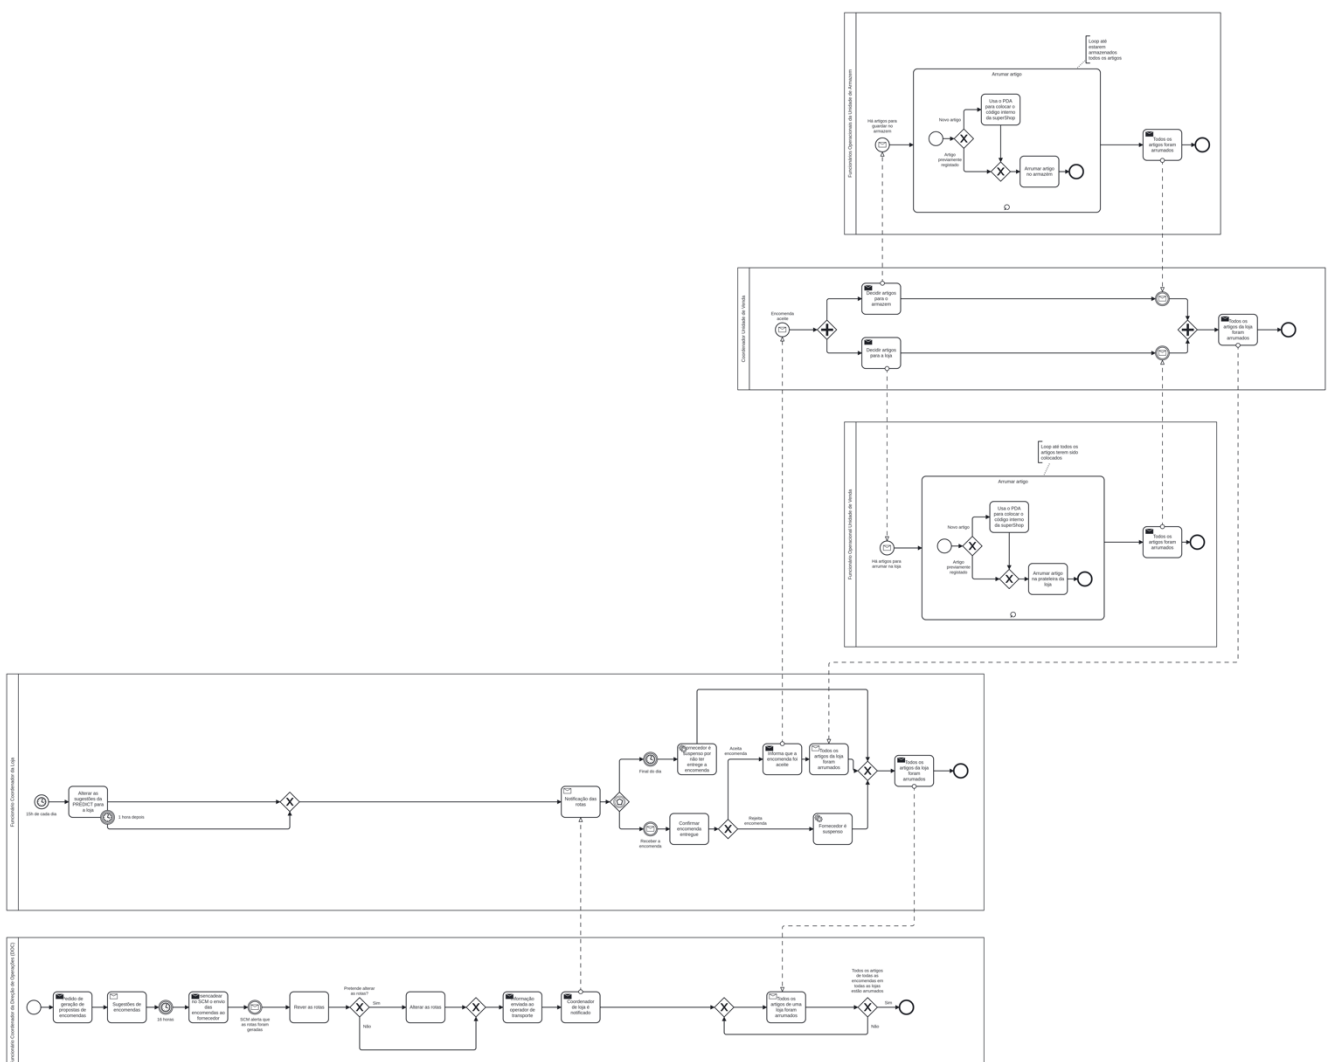 Funcionários Operacionais da Unidade de Armazem
Loop até
estarem
armazenados
todos os artigos
Arrumar artigo
Há artigos para
guardar no
armazem
Novo artigo
Artigo
previamente
registado
Usa o PDA
para colocar o
código interno
da superShop
Arrumar artigo
no armazém
Todos os
artigos foram
arrumados
Coordenador Unidade de Venda
Encomenda
aceite
Decidir artigos
para o
armazem
Decidir artigos
para a loja
Todos os
artigos da loja
foram
arrumados
Funcionário Operacional Unidade de Venda
Loop até todos os
artigos terem sido
colocados
Arrumar artigo
Há artigos para
arrumar na loja
Novo artigo
Artigo
previamente
registado
Usa o PDA
para colocar o
código interno
da superShop
Arrumar artigo
na prateleira da
loja
Todos os
artigos foram
arrumados
Funcionário Coordenador da Loja
de cada dia
Alterar as
sugestões da
PREDICT para
a loja
1 hora depois
Notificação das
rotas
Final do dia
Receber a
encomenda
Fornecedor é
suspenso por
não ter
entregue a
encomenda
Confirmar
encomenda
entregue
Aceita
encomenda
Rejeita
encomenda
Informa que a
encomenda foi
aceite
Todos os
artigos da loja
foram
arrumados
Fornecedor é
suspenso
Todos os
artigos da loja
foram
arrumados
Funcionário Coordenador da Direção de Operações (DOC)
Pedido de
geração de
propostas de
encomendas
Sugestões de
encomendas
horas
Desencadear
no SCM o envio
das
encomendas ao
fornecedor
SCM alerta que
as rotas foram
geradas
Rever as rotas
Pretende alterar
as rotas?
Sim
Não
Alterar as rotas
Informação
enviada ao
operador de
transporte
Coordenador
de loja é
notificado
Todos os
artigos de uma
loja foram
arrumados
Todos os artigos
de todas as
encomendas em
todas as lojas
estão arrumados
Sim
Não